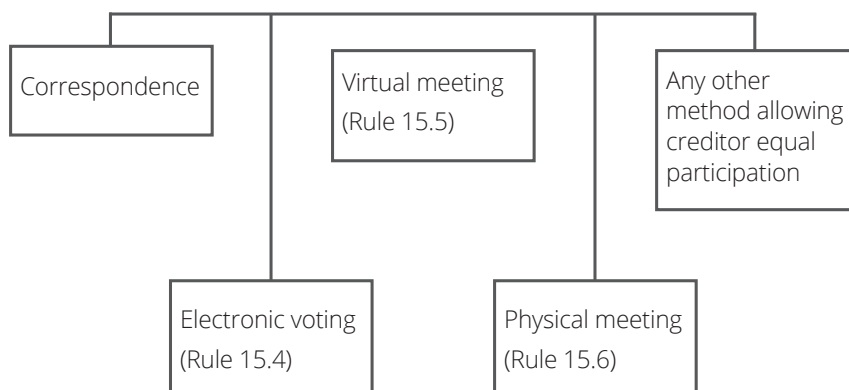 Correspondence
Virtual meeting
(Rule 15.5)
Any other
method allowing
creditor equal
participation
Electronic voting
(Rule 15.4)
Physical meeting
(Rule 15.6)